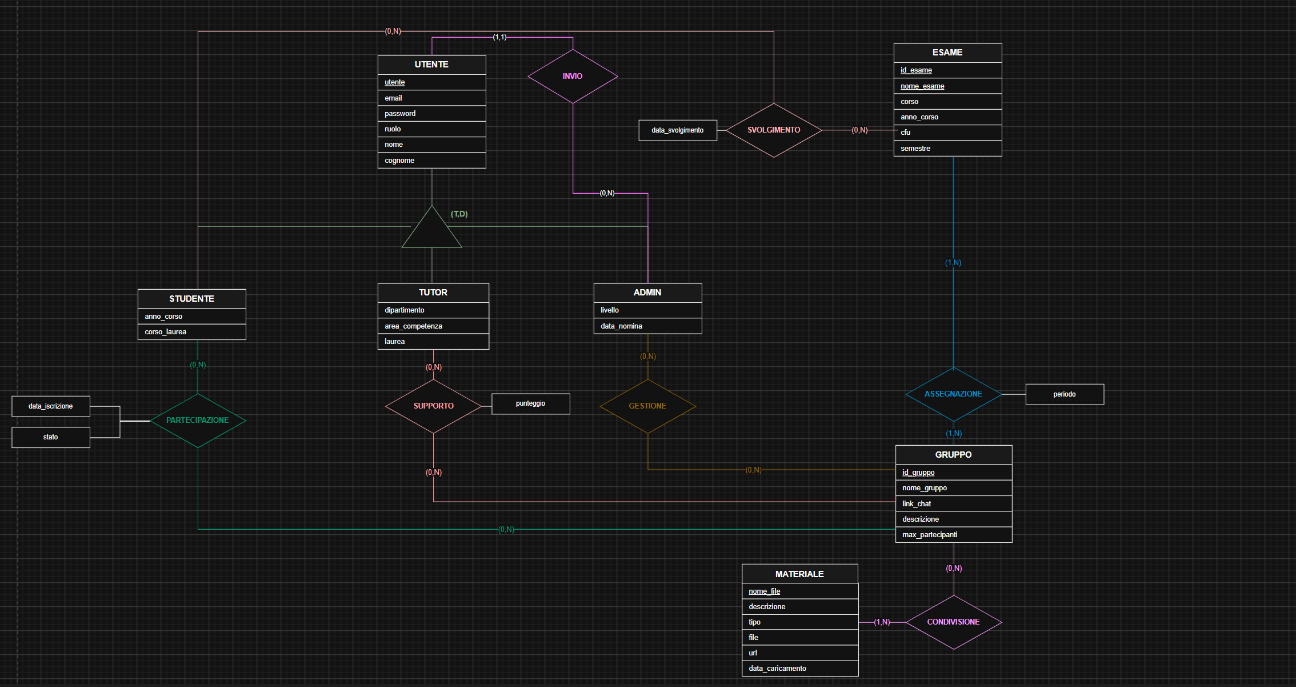 (0,N)
(1,1)
UTENTE
utente
email
password
ruolo
nome
cognome
INVIO
ESAME
id_esame
nome_esame
corso
anno_corso
cfu
semestre
data_svolgimento
SVOLGIMENTO
(0,N)
(0,N)
(T,D)
(1,N)
STUDENTE
anno_corso
corso_laurea
TUTOR
dipartimento
area_competenza
laurea
ADMIN
livello
data_nomina
(0,N)
(0,N)
(0,N)
data_iscrizione
stato
PARTECIPAZIONE
SUPPORTO
punteggio
GESTIONE
ASSEGNAZIONE
periodo
(1,N)
(0,N)
(0,N)
(0,N)
GRUPPO
id_gruppo
nome_gruppo
link_chat
descrizione
max_partecipanti
(0,N)
MATERIALE
nome_file
descrizione
tipo
file
url
data_caricamento
(1,N)
CONDIVISIONE